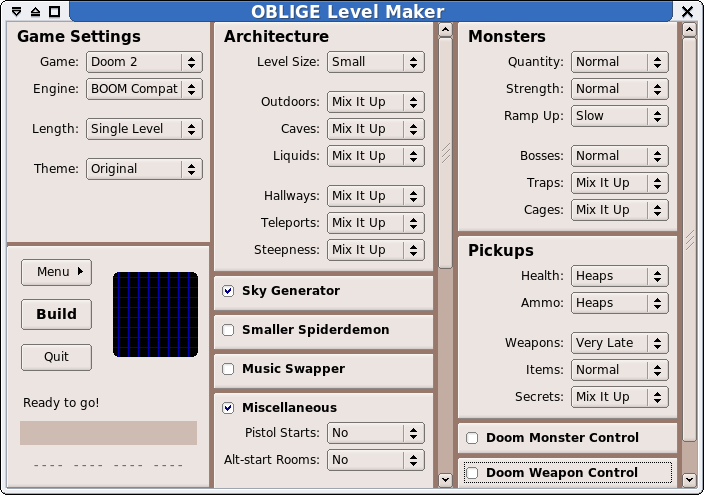 OBLIGE Level Maker
Game Settings
Game: Doom 2
Engine: BOOM Compat
Length: Single Level
Theme: Original
Menu
Build
Quit
Ready to go!
---- ---- ---- ----
Architecture
Level Size: Small
Outdoors: Mix It Up
Caves: Mix It Up
Liquids: Mix It Up
Hallways: Mix It Up
Teleports: Mix It Up
Steepness: Mix It Up
Sky Generator
Smaller Spiderdemon
Music Swapper
Miscellaneous
Pistol Starts: No
Alt-start Rooms: No
Monsters
Quantity: Normal
Strength: Normal
Ramp Up: Slow
Bosses: Normal
Traps: Mix It Up
Cages: Mix It Up
Pickups
Health: Heaps
Ammo: Heaps
Weapons: Very Late
Items: Normal
Secrets: Mix It Up
Doom Monster Control
Doom Weapon Control